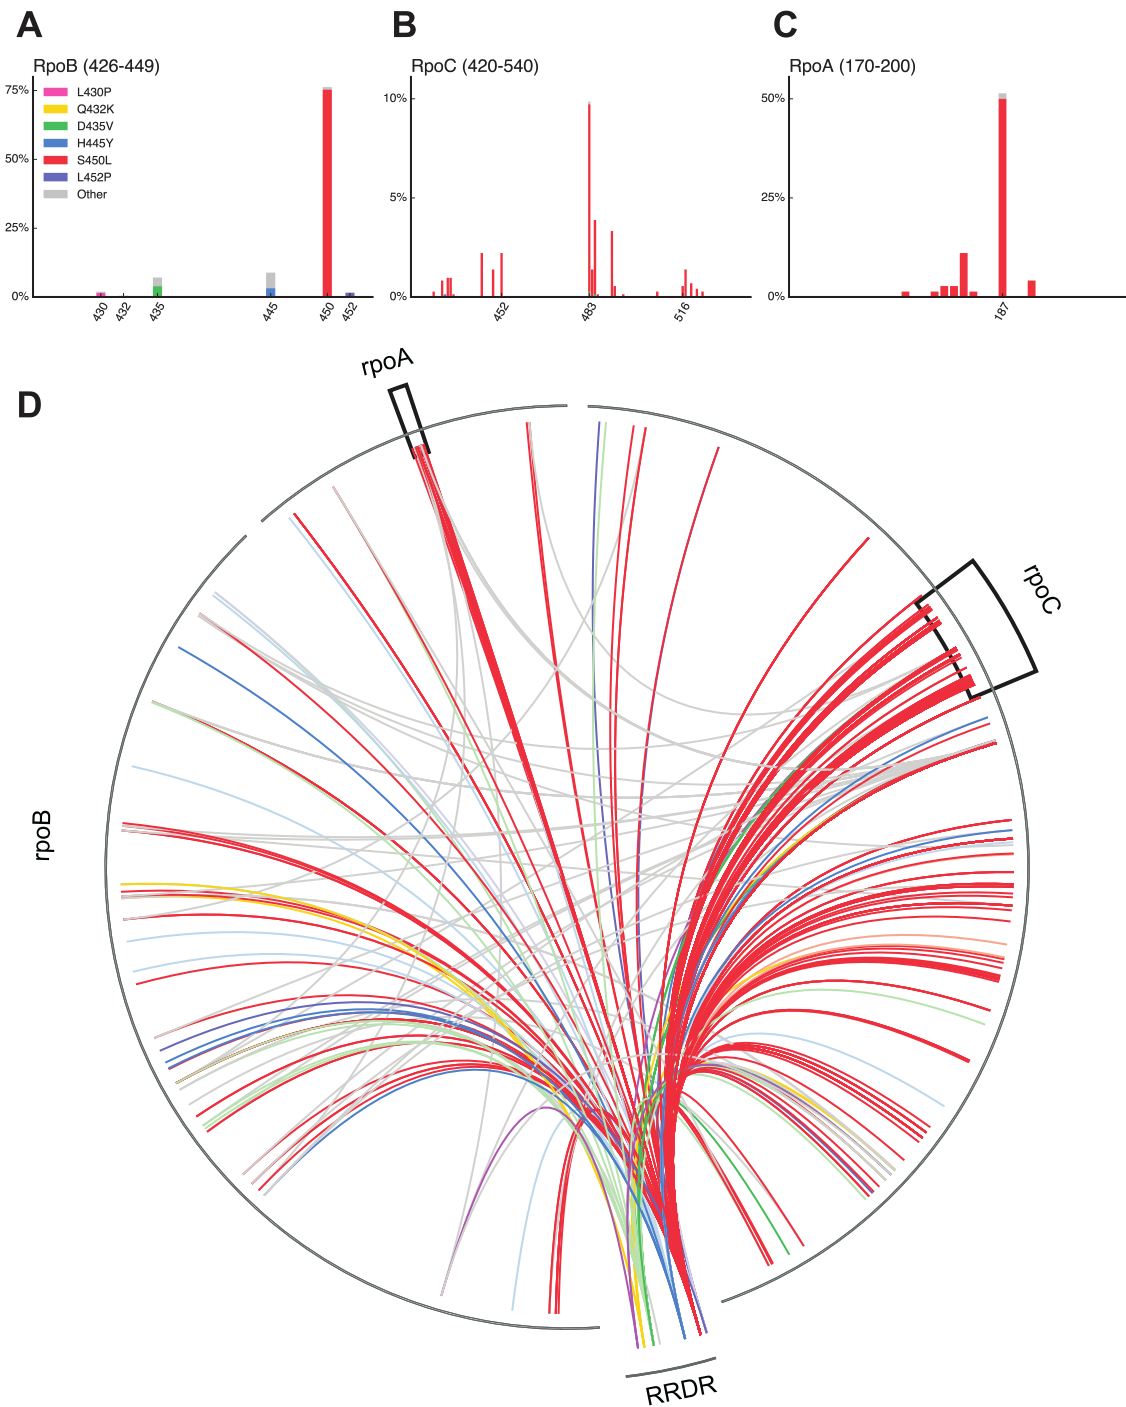 A
B
C
RpoB (426-449)
RpoC (420-540)
RpoA (170-200)
75%
50%
25%
0%
L430P
Q432K
D435V
H445Y
S450L
L452P
Other
430
432
435
445
450
452
10%
5%
0%
452
483
516
50%
25%
0%
187
D
rpoA
rpoC
rpoB
RRDR